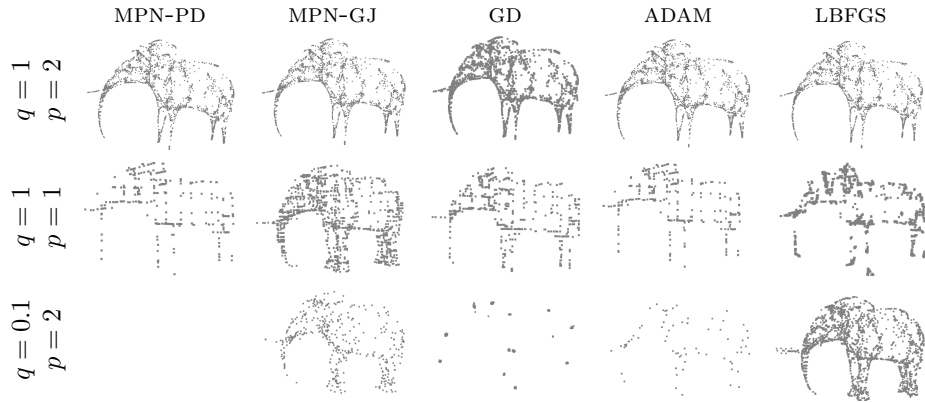 MPN-PD MPN-GJ GD ADAM LBFGS
q = 1
p = 2
q = 1
p = 1
q = 0.1
p = 2